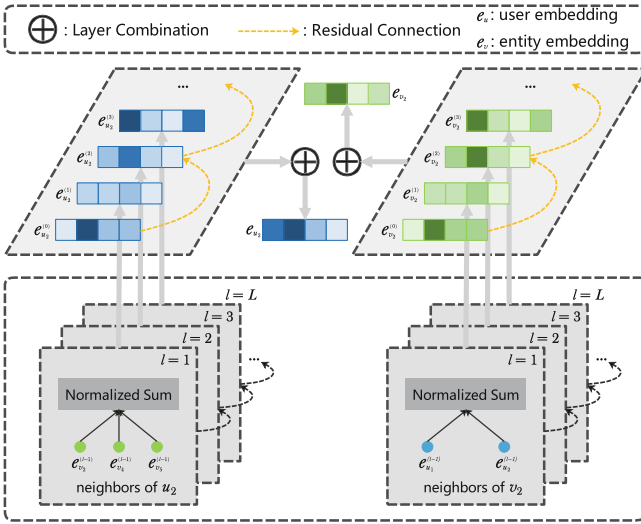 : Layer Combination
: Residual Connection
e_u : user embedding
e_v : entity embedding
...
e_{u_2}^{(3)}
e_{u_2}^{(2)}
e_{u_2}^{(1)}
e_{u_2}^{(0)}
e_{v_2}
e_{u_2}
...
e_{v_2}^{(3)}
e_{v_2}^{(2)}
e_{v_2}^{(1)}
e_{v_2}^{(0)}
l = L
l = 3
l = 2
l = 1
...
Normalized Sum
e_{v_2}^{(l-1)} e_{v_4}^{(l-1)} e_{v_5}^{(l-1)}
neighbors of u_2
l = L
l = 3
l = 2
l = 1
...
Normalized Sum
e_{u_1}^{(l-1)} e_{u_2}^{(l-1)}
neighbors of v_2